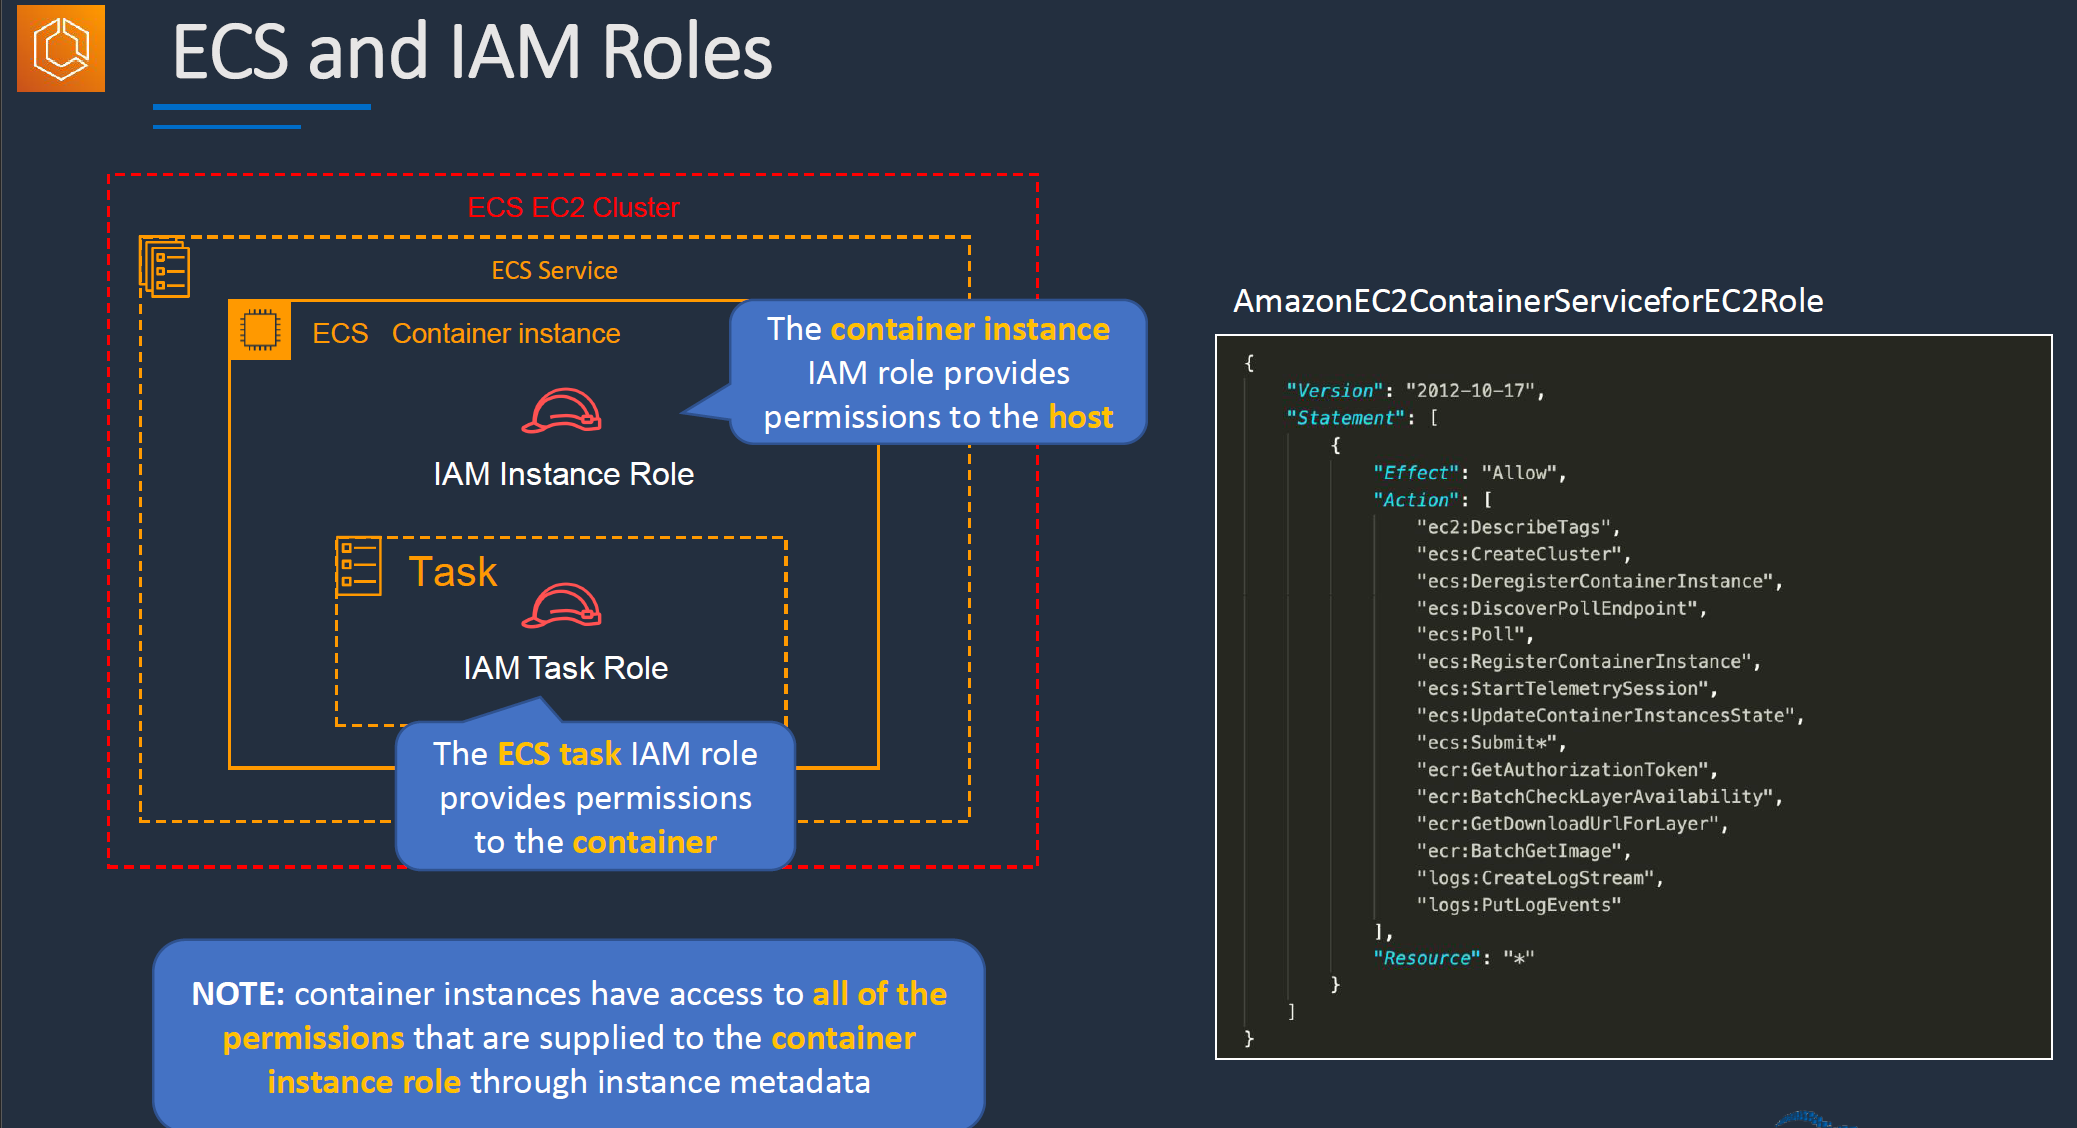 ECS and IAM Roles
ECS EC2 Cluster
ECS Service
ECS Container instance
The container instance
IAM role provides
permissions to the host
IAM Instance Role
Task
IAM Task Role
The ECS task IAM role
provides permissions
to the container
NOTE: container instances have access to all of the
permissions that are supplied to the container
instance role through instance metadata
AmazonEC2ContainerServiceforEC2Role
{
"Version": "2012-10-17",
"Statement": [
{
"Effect": "Allow",
"Action": [
"ec2:DescribeTags",
"ecs:CreateCluster",
"ecs:DeregisterContainerInstance",
"ecs:DiscoverPollEndpoint",
"ecs:Poll",
"ecs:RegisterContainerInstance",
"ecs:StartTelemetrySession",
"ecs:UpdateContainerInstancesState",
"ecs:Submit*",
"ecr:GetAuthorizationToken",
"ecr:BatchCheckLayerAvailability",
"ecr:GetDownloadUrlForLayer",
"ecr:BatchGetImage",
"logs:CreateLogStream",
"logs:PutLogEvents"
],
"Resource": "*"
}
]
}